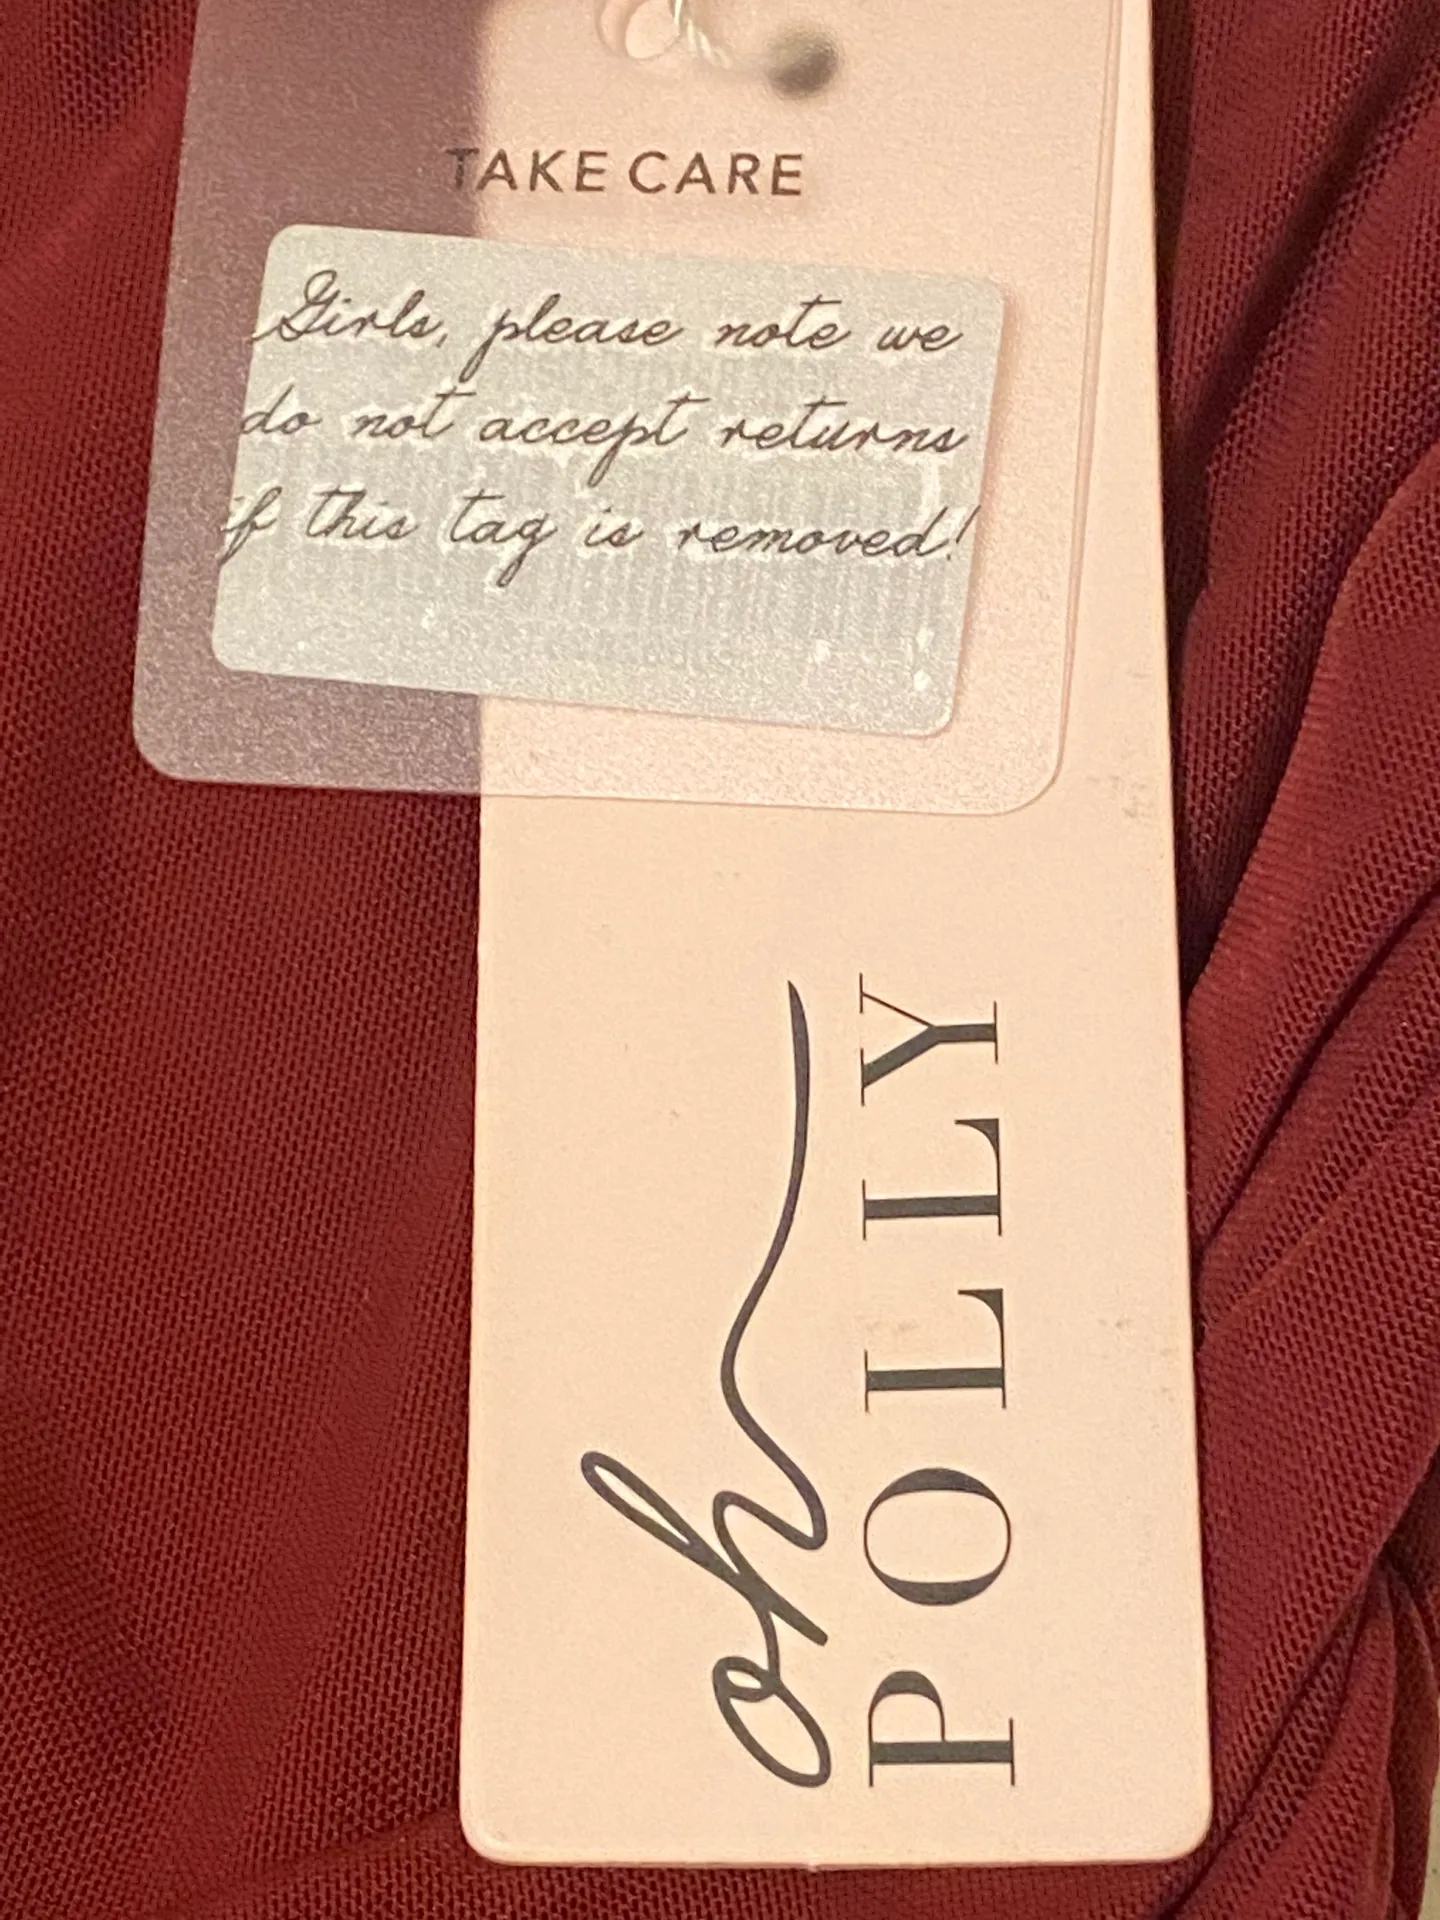 TAKE CARE
Girls, please note we
do not accept returns
if this tag is removed!
oh
POLLY